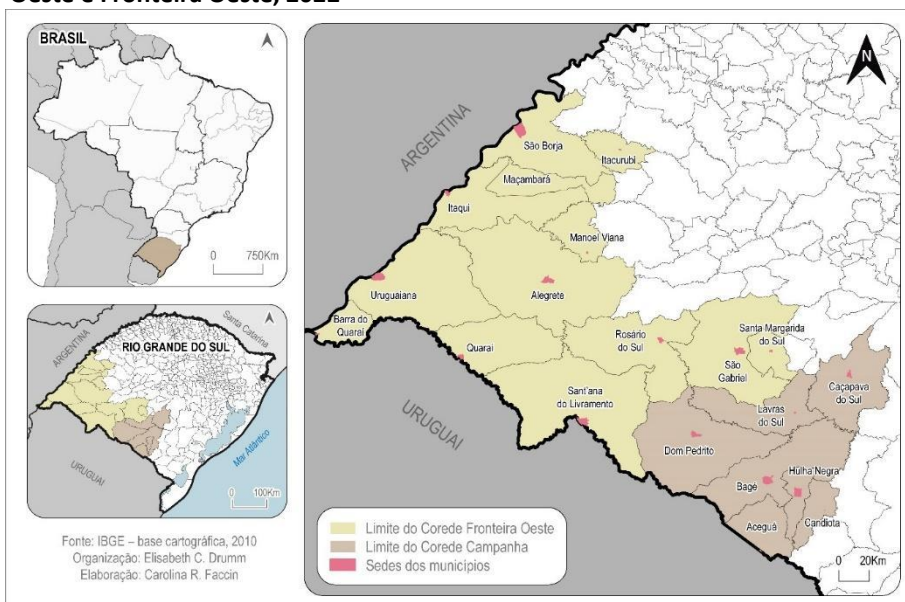 Oeste e Fronteira Oeste, 2021
BRASIL
0 750Km
ARGENTINA
Santa Catarina
RIO GRANDE DO SUL
Mar Atlântico
URUGUAI
0 100Km
Fonte: IBGE – base cartográfica, 2010
Organização: Elisabeth C. Drumm
Elaboração: Carolina R. Faccin
N
ARGENTINA
URUGUAI
São Borja
Itacurubi
Maçambará
Itaqui
Manoel Viana
Uruguaiana
Alegrete
Barra do
Quaraí
Quaraí
Rosário
do Sul
Santa Margarida
do Sul
São
Gabriel
Caçapava
do Sul
Sant'ana
do Livramento
Lavras
do Sul
Dom Pedrito
Bagé
Hulha Negra
Aceguá
Candiota
Limite do Corede Fronteira Oeste
Limite do Corede Campanha
Sedes dos municipios
0 20Km